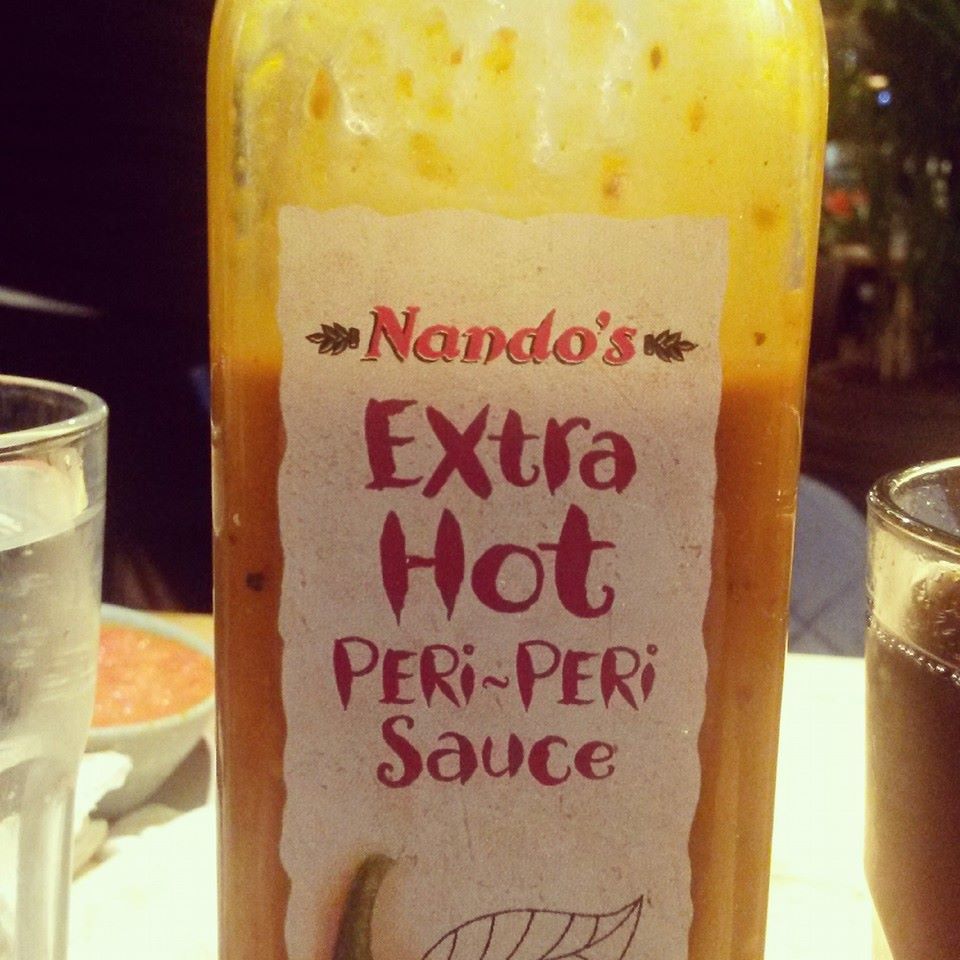 Nando's
Extra
Hot
PERi~PERi
Sauce